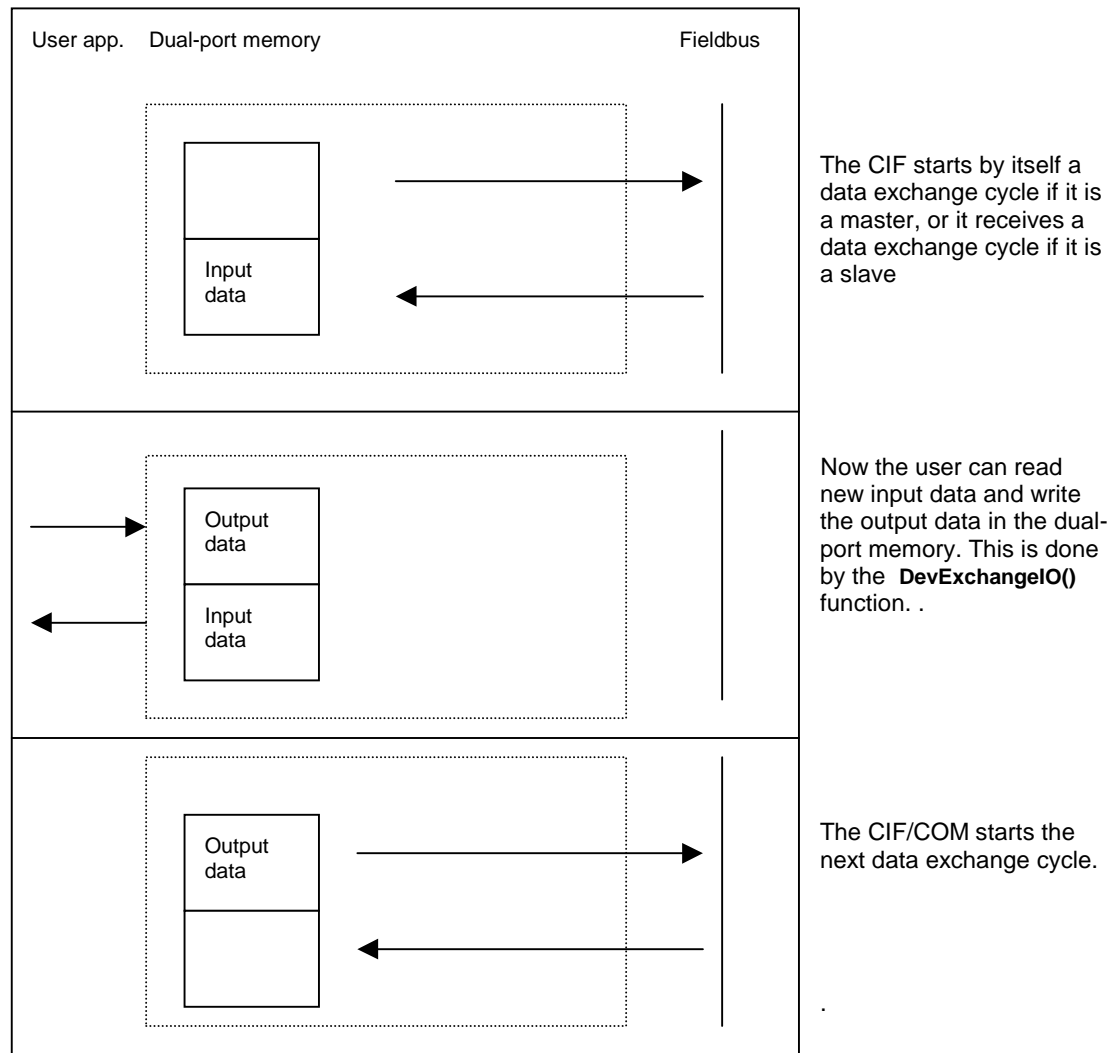 User app. Dual-port memory Fieldbus
Input
data
The CIF starts by itself a
data exchange cycle if it is
a master, or it receives a
data exchange cycle if it is
a slave
Output
data
Input
data
Now the user can read
new input data and write
the output data in the dual-
port memory. This is done
by the DevExchangeIO()
function. .
Output
data
The CIF/COM starts the
next data exchange cycle.
.